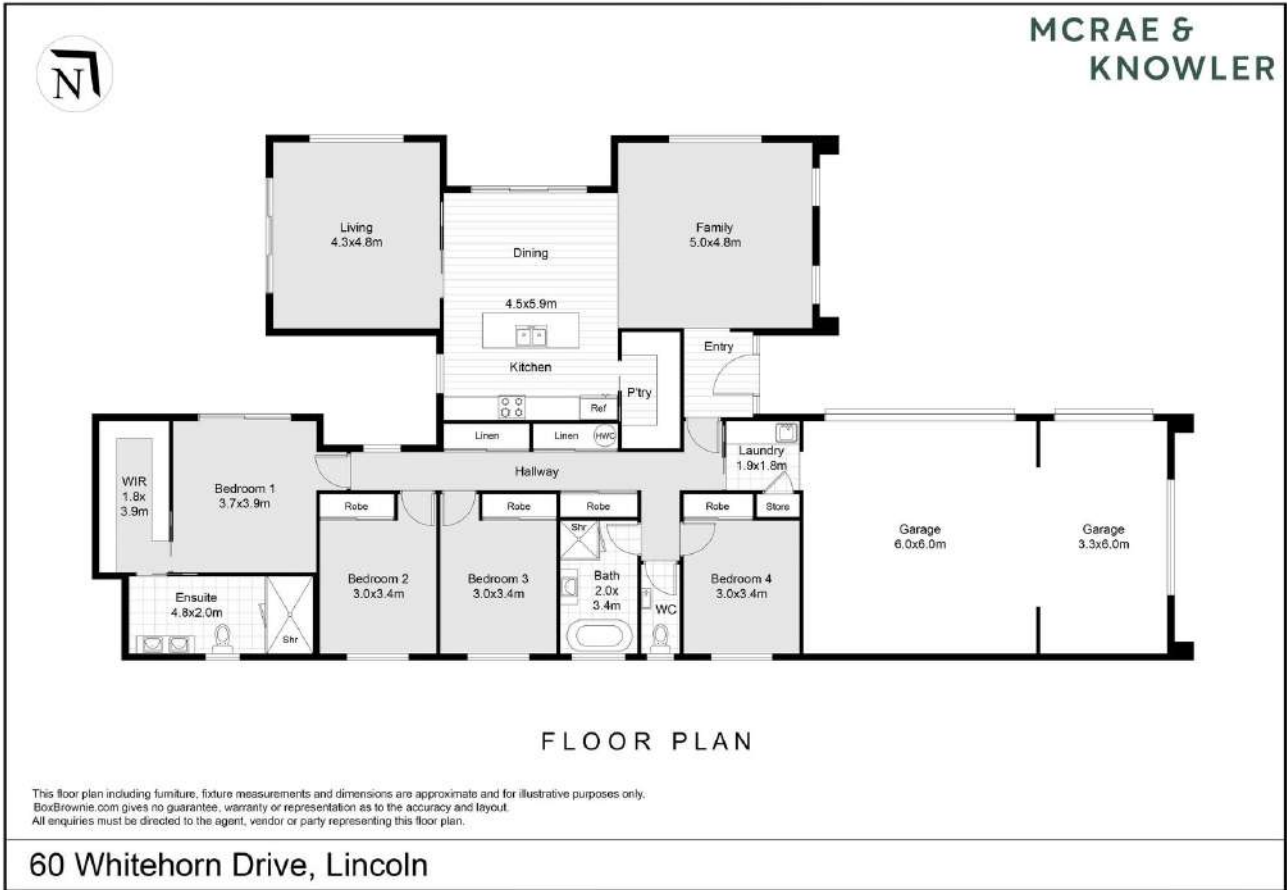 MCRAE &
KNOWLER
N
Living
4.3x4.8m
Dining
4.5x5.9m
Kitchen
Family
5.0x4.8m
Entry
P'try
Ref
Linen
Linen
HWC
Hallway
Laundry
1.9x1.8m
WIR
1.8x
3.9m
Bedroom 1
3.7x3.9m
Robe
Robe
Robe
Robe
Store
Shr
Garage
6.0x6.0m
Garage
3.3x6.0m
Ensuite
4.8x2.0m
Shr
Bedroom 2
3.0x3.4m
Bedroom 3
3.0x3.4m
Bath
2.0x
3.4m
WC
Bedroom 4
3.0x3.4m
FLOOR PLAN
This floor plan including furniture, fixture measurements and dimensions are approximate and for illustrative purposes only.
BoxBrownie.com gives no guarantee, warranty or representation as to the accuracy and layout.
All enquiries must be directed to the agent, vendor or party representing this floor plan.
60 Whitehorn Drive, Lincoln